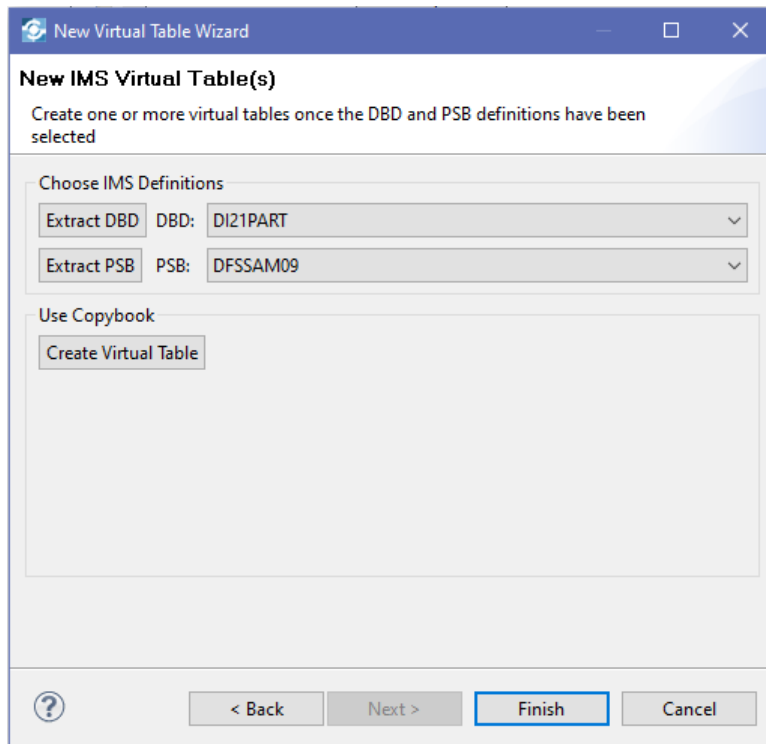 New Virtual Table Wizard
New IMS Virtual Table(s)
Create one or more virtual tables once the DBD and PSB definitions have been
selected
Choose IMS Definitions
Extract DBD DBD: DI21PART
Extract PSB PSB: DFSSAM09
Use Copybook
Create Virtual Table
? < Back Next > Finish Cancel